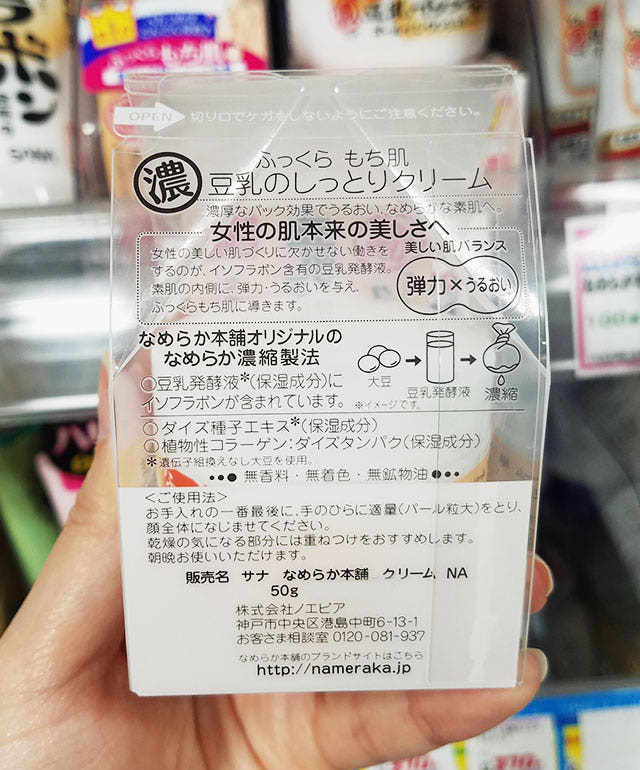 OPEN
切り口でケガをしないようにご注意ください。
濃
ふっくら もち肌
豆乳のしっとりクリーム
濃厚なパック効果でうるおい、なめらかな素肌へ。
女性の肌本来の美しさへ
女性の美しい肌づくりに欠かせない働きを
するのが、イソフラボン含有の豆乳発酵液。
素肌の内側に、弾力・うるおいを与え、
ふっくらもち肌に導きます。
美しい肌バランス
弾力×うるおい
なめらか本舗オリジナルの
なめらか濃縮製法
○豆乳発酵液*(保湿成分)に
イソフラボンが含まれています。
大豆
豆乳発酵液
濃縮
※イメージです。
○ダイズ種子エキス*(保湿成分)
○植物性コラーゲン:ダイズタンパク(保湿成分)
*遺伝子組換えなし大豆を使用。
●●● 無香料・無着色・無鉱物油 ●●●
<ご使用法>
お手入れの一番最後に、手のひらに適量(パール粒大)をとり、
顔全体になじませてください。
乾燥の気になる部分には重ねづけをおすすめします。
朝晩お使いいただけます。
販売名 サナ なめらか本舗 クリーム NA
50g
株式会社ノエビア
神戸市中央区港島中町6-13-1
お客さま相談室 0120-081-937
なめらか本舗のブランドサイトはこちら
http://nameraka.jp